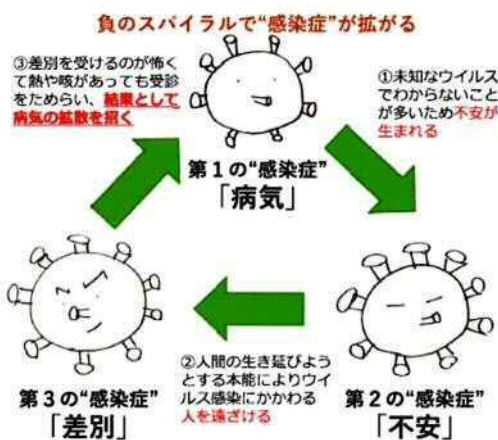 負のスパイラルで“感染症”が拡がる
③差別を受けるのが怖く
て熱や咳があっても受診
をためらい、結果として
病気の拡散を招く
①未知なウイルス
でわからないこと
が多いため不安が
生まれる
第1の“感染症”
「病気」
②人間の生き延びよう
とする本能によりウイ
ルス感染にかかわる
人を遠ざける
第3の“感染症”
「差別」
第2の“感染症”
「不安」